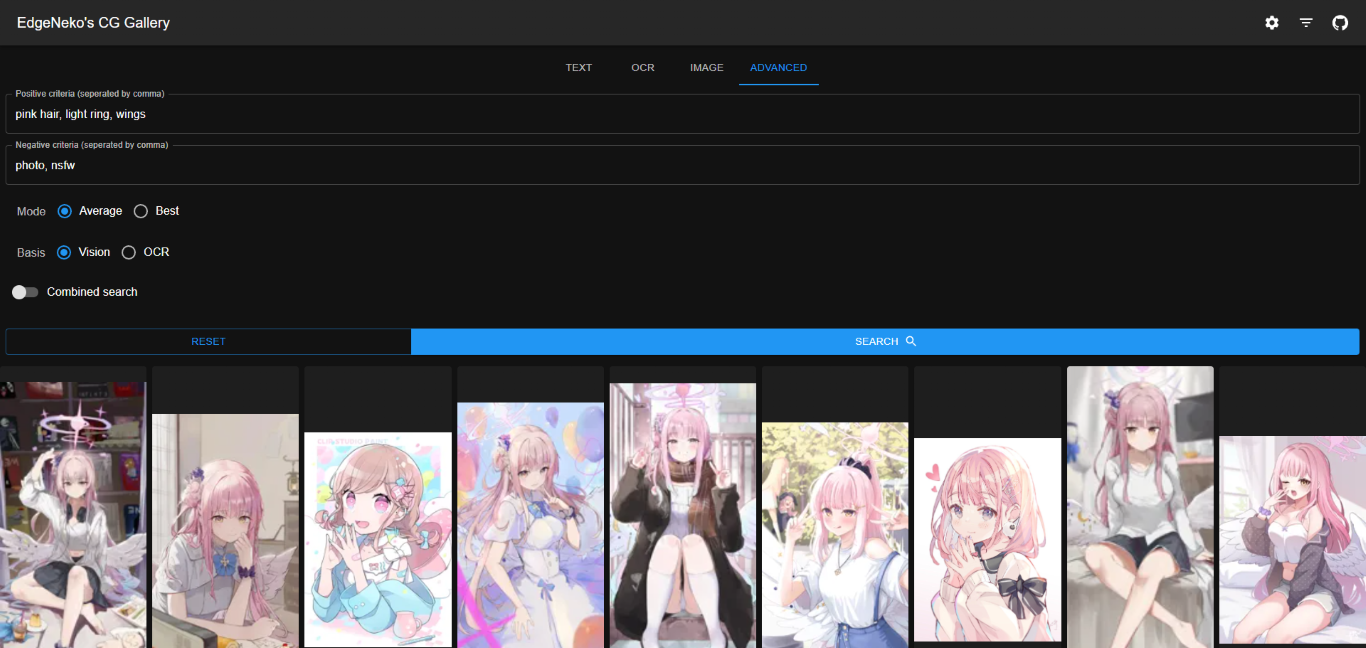 EdgeNeko's CG Gallery
TEXT OCR IMAGE ADVANCED
Positive criteria (seperated by comma)
pink hair, light ring, wings
Negative criteria (seperated by comma)
photo, nsfw
Mode Average Best
Basis Vision OCR
Combined search
RESET SEARCH